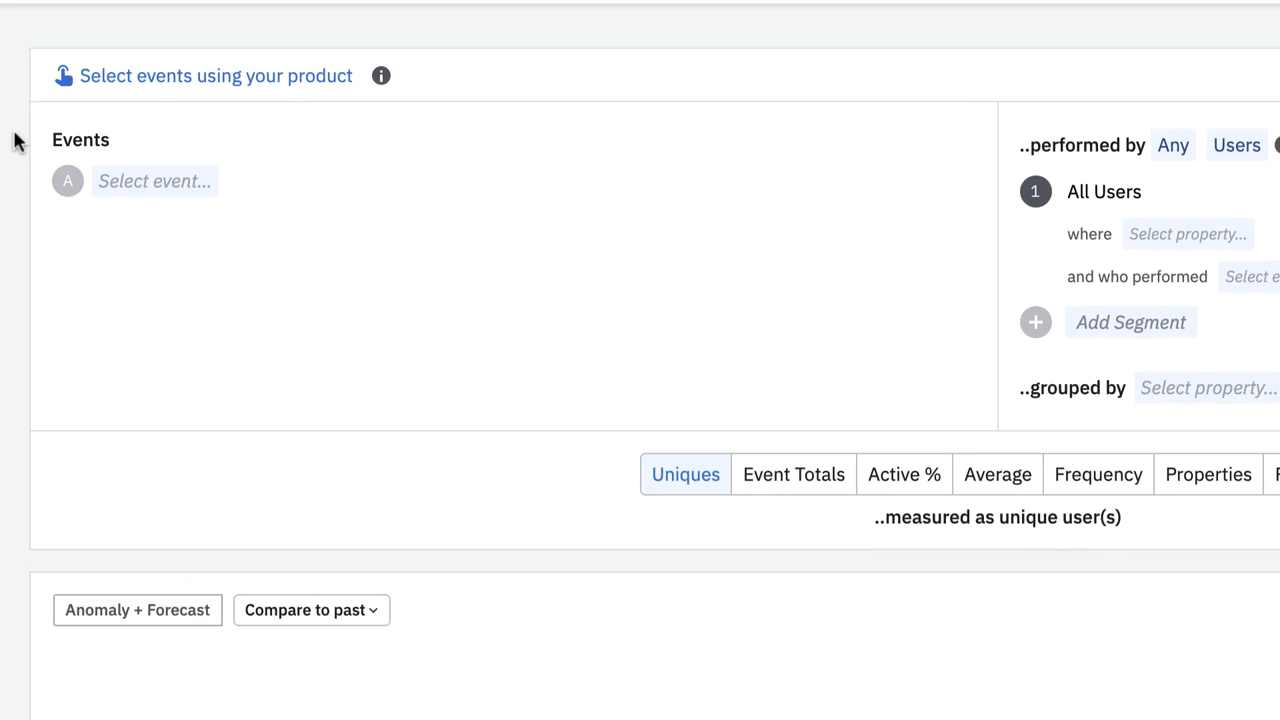 Select events using your product
Events
A Select event...
..performed by Any Users
1 All Users
where Select property...
and who performed Select
Add Segment
..grouped by Select property...
Uniques Event Totals Active % Average Frequency Properties
..measured as unique user(s)
Anomaly + Forecast Compare to past